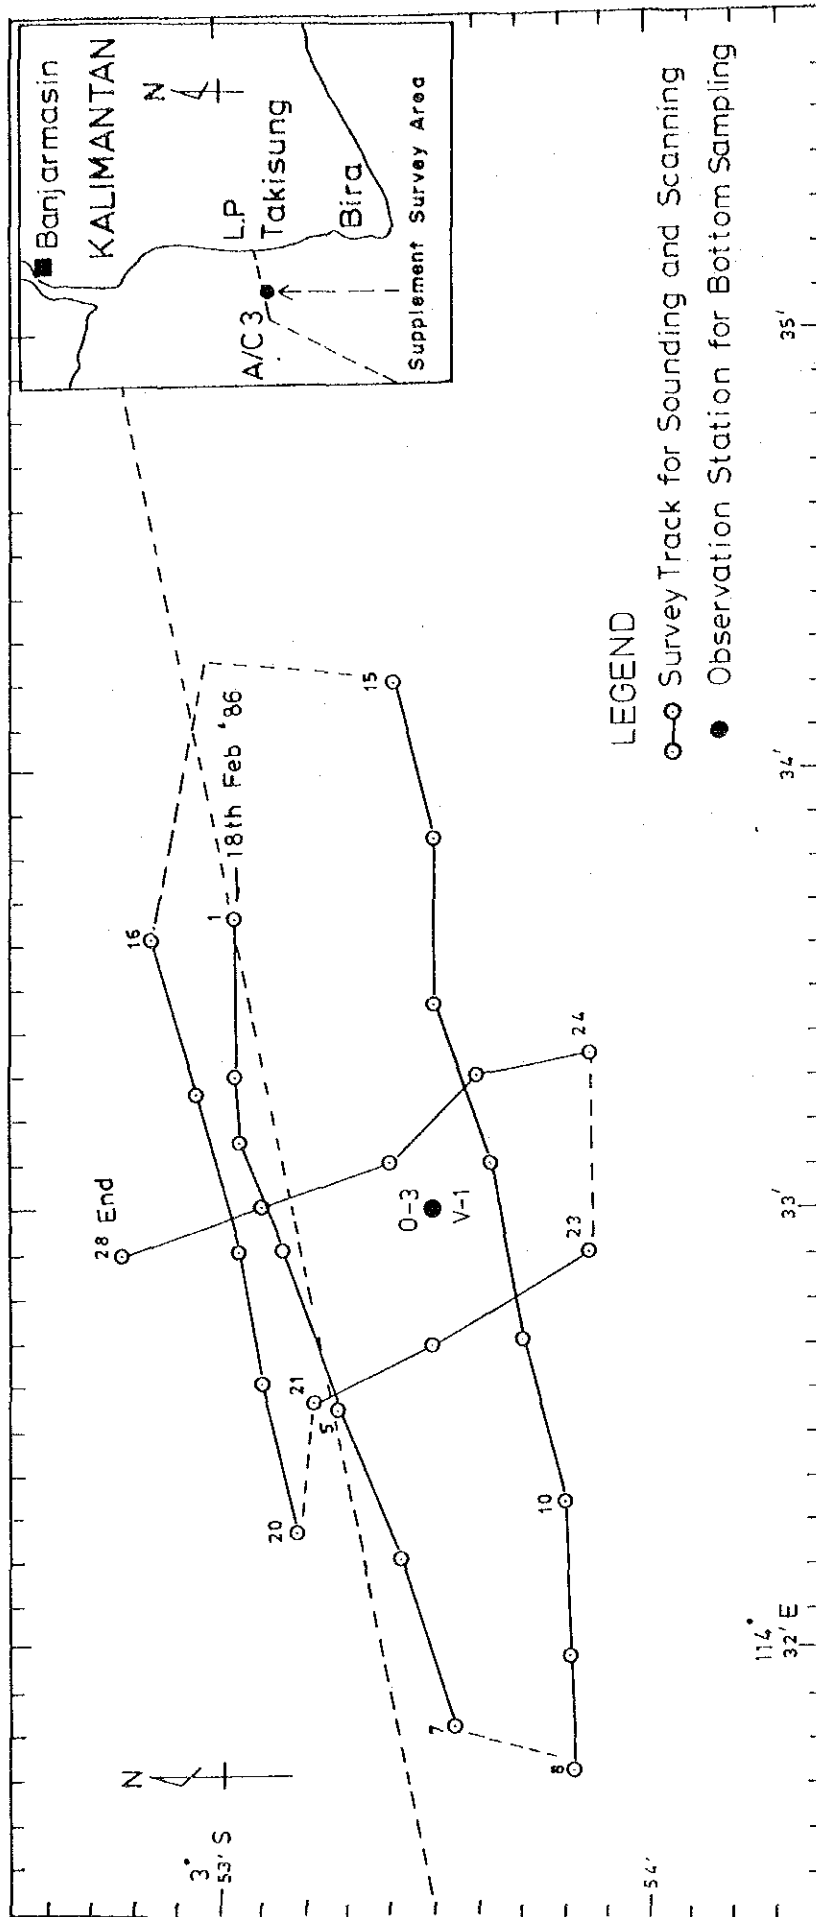 Banjarmasin
KALIMANTAN
N
L.P
Takisung
A/C 3
Bira
Supplement Survey Area
N
3°
53' S
28 End
16
1
18th Feb '86
20
21
5
15
7
O-3
V-1
10
8
23
24
54'
LEGEND
Survey Track for Sounding and Scanning
Observation Station for Bottom Sampling
114°
32' E
33'
34'
35'